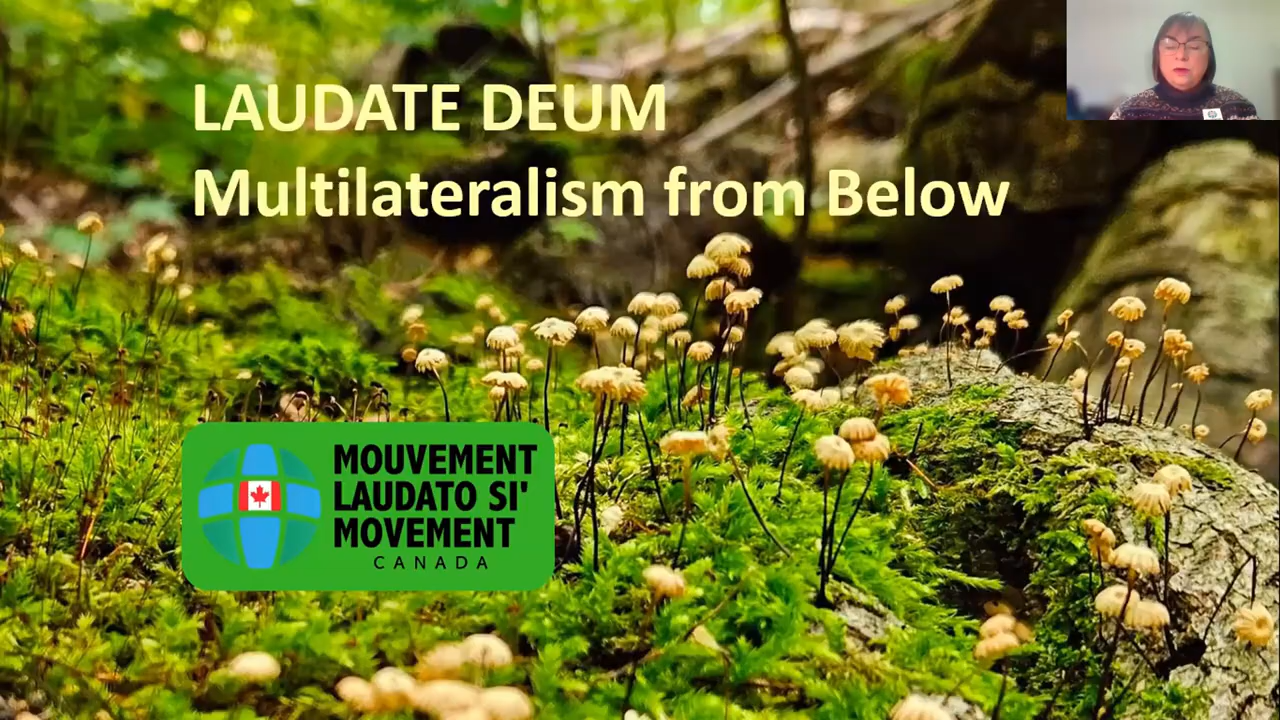 LAUDATE DEUM
Multilateralism from Below
MOUVEMENT
LAUDATO SI'
MOVEMENT
CANADA